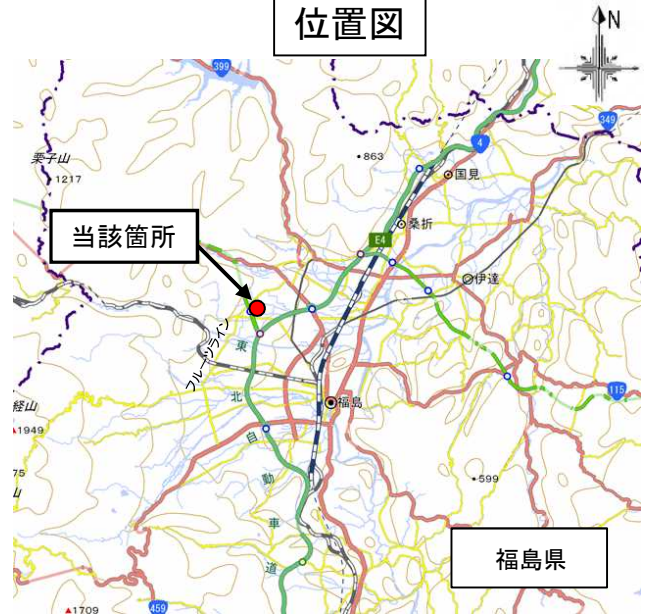 位置図
N
399
349
4
栗子山
・1217
・863
国見
桑折
当該箇所
E4
伊達
フルーツライン
東北自動車道
115
福島
経山
▲1949
75
山
・599
福島県
459
▲1709